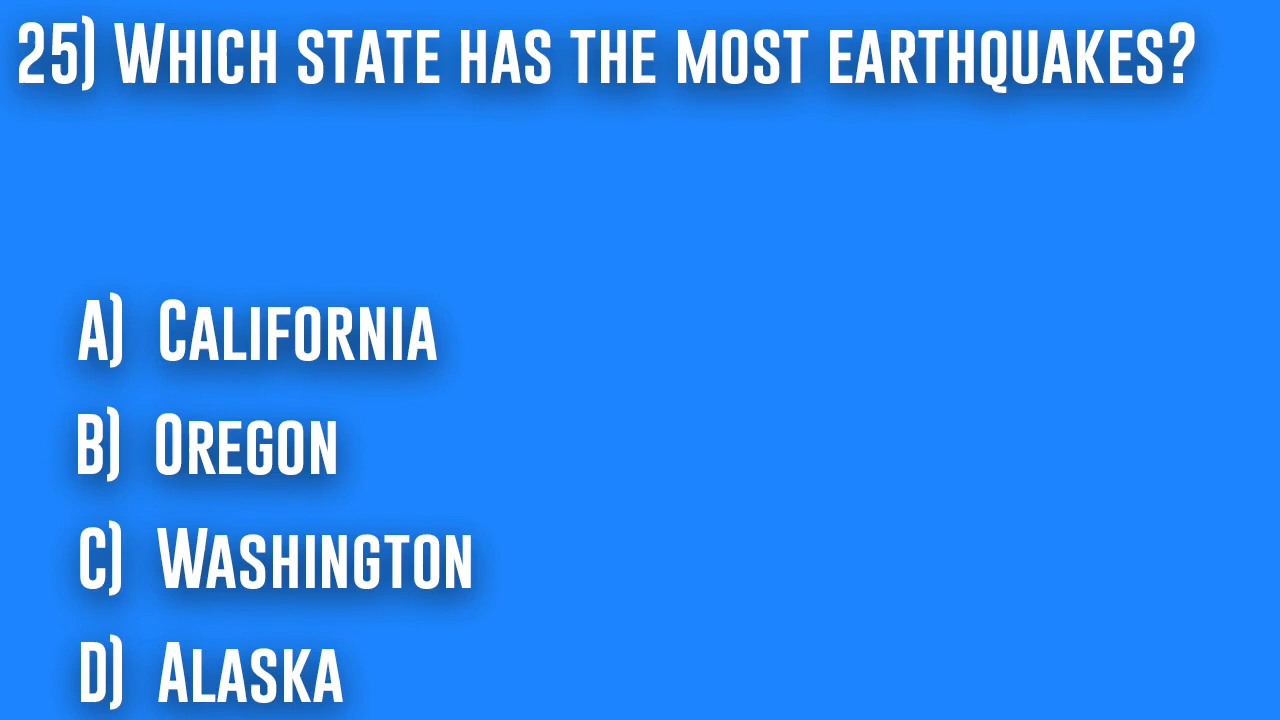 25) Which state has the most earthquakes?
A) California
B) Oregon
C) Washington
D) Alaska